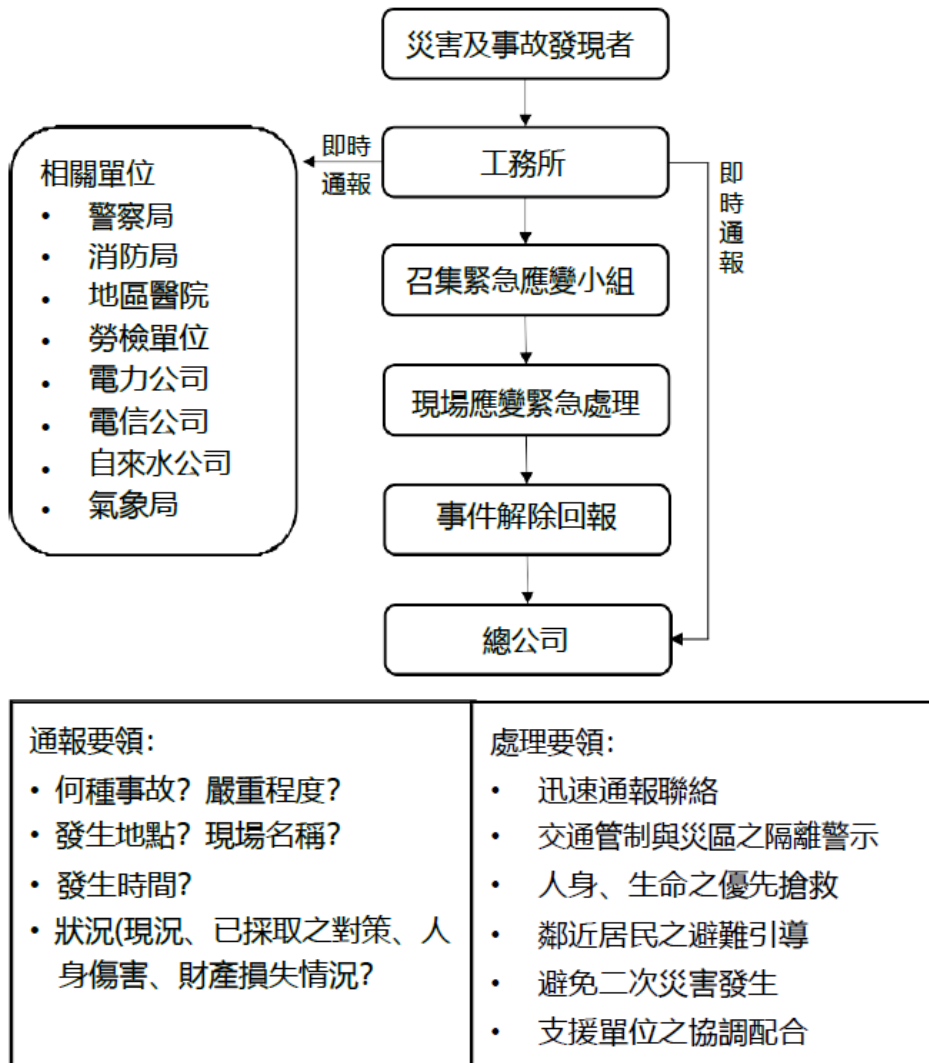 災害及事故發現者
即時
通報
工務所
即時通報
相關單位
• 警察局
• 消防局
• 地區醫院
• 勞檢單位
• 電力公司
• 電信公司
• 自來水公司
• 氣象局
召集緊急應變小組
現場應變緊急處理
事件解除回報
總公司
通報要領：
• 何種事故？嚴重程度？
• 發生地點？現場名稱？
• 發生時間？
• 狀況(現況、已採取之對策、人
身傷害、財產損失情況？
處理要領：
• 迅速通報聯絡
• 交通管制與災區之隔離警示
• 人身、生命之優先搶救
• 鄰近居民之避難引導
• 避免二次災害發生
• 支援單位之協調配合